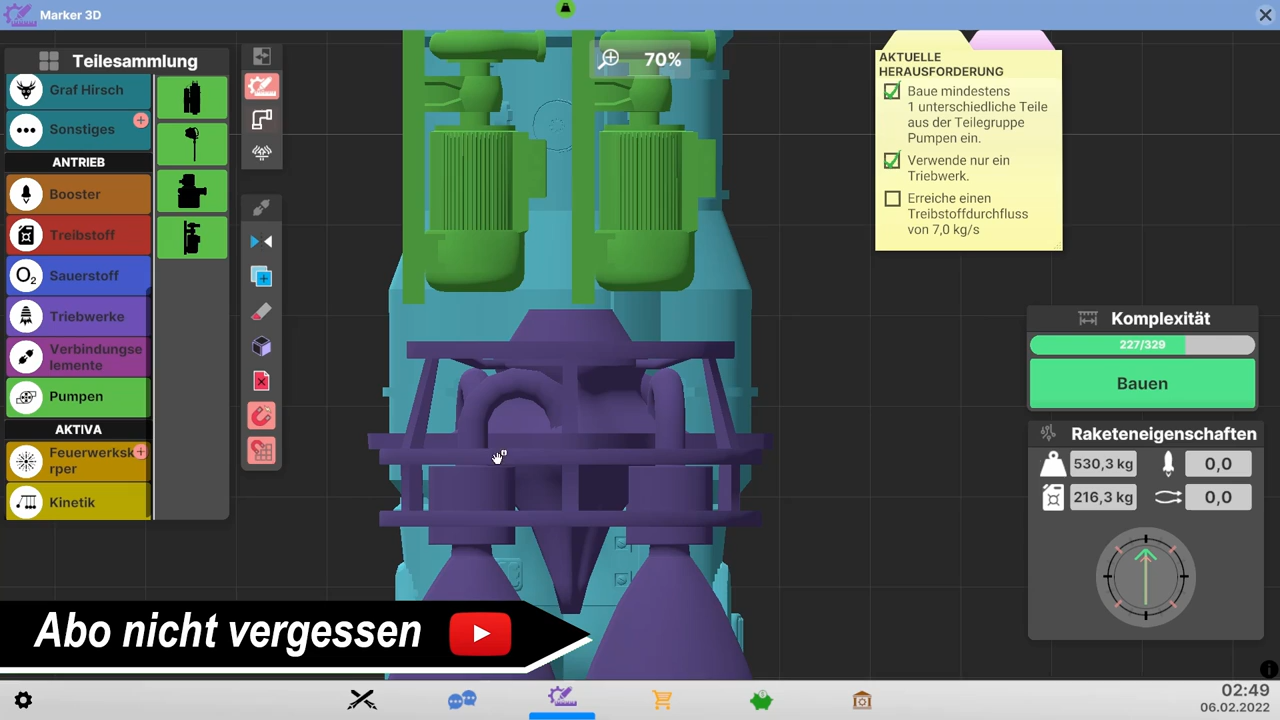 Marker 3D
Teilesammlung
Graf Hirsch
Sonstiges
ANTRIEB
Booster
Treibstoff
O2
Sauerstoff
Triebwerke
Verbindungse
lemente
Pumpen
AKTIVA
Feuerwerksk
rper
Kinetik
70%
AKTUELLE
HERAUSFORDERUNG
Baue mindestens
1 unterschiedliche Teile
aus der Teilegruppe
Pumpen ein.
Verwende nur ein
Triebwerk.
Erreiche einen
Treibstoffdurchfluss
von 7,0 kg/s
Komplexität
227/329
Bauen
Raketeneigenschaften
530,3 kg
0,0
216,3 kg
0,0
Abo nicht vergessen
02:49
06.02.2022